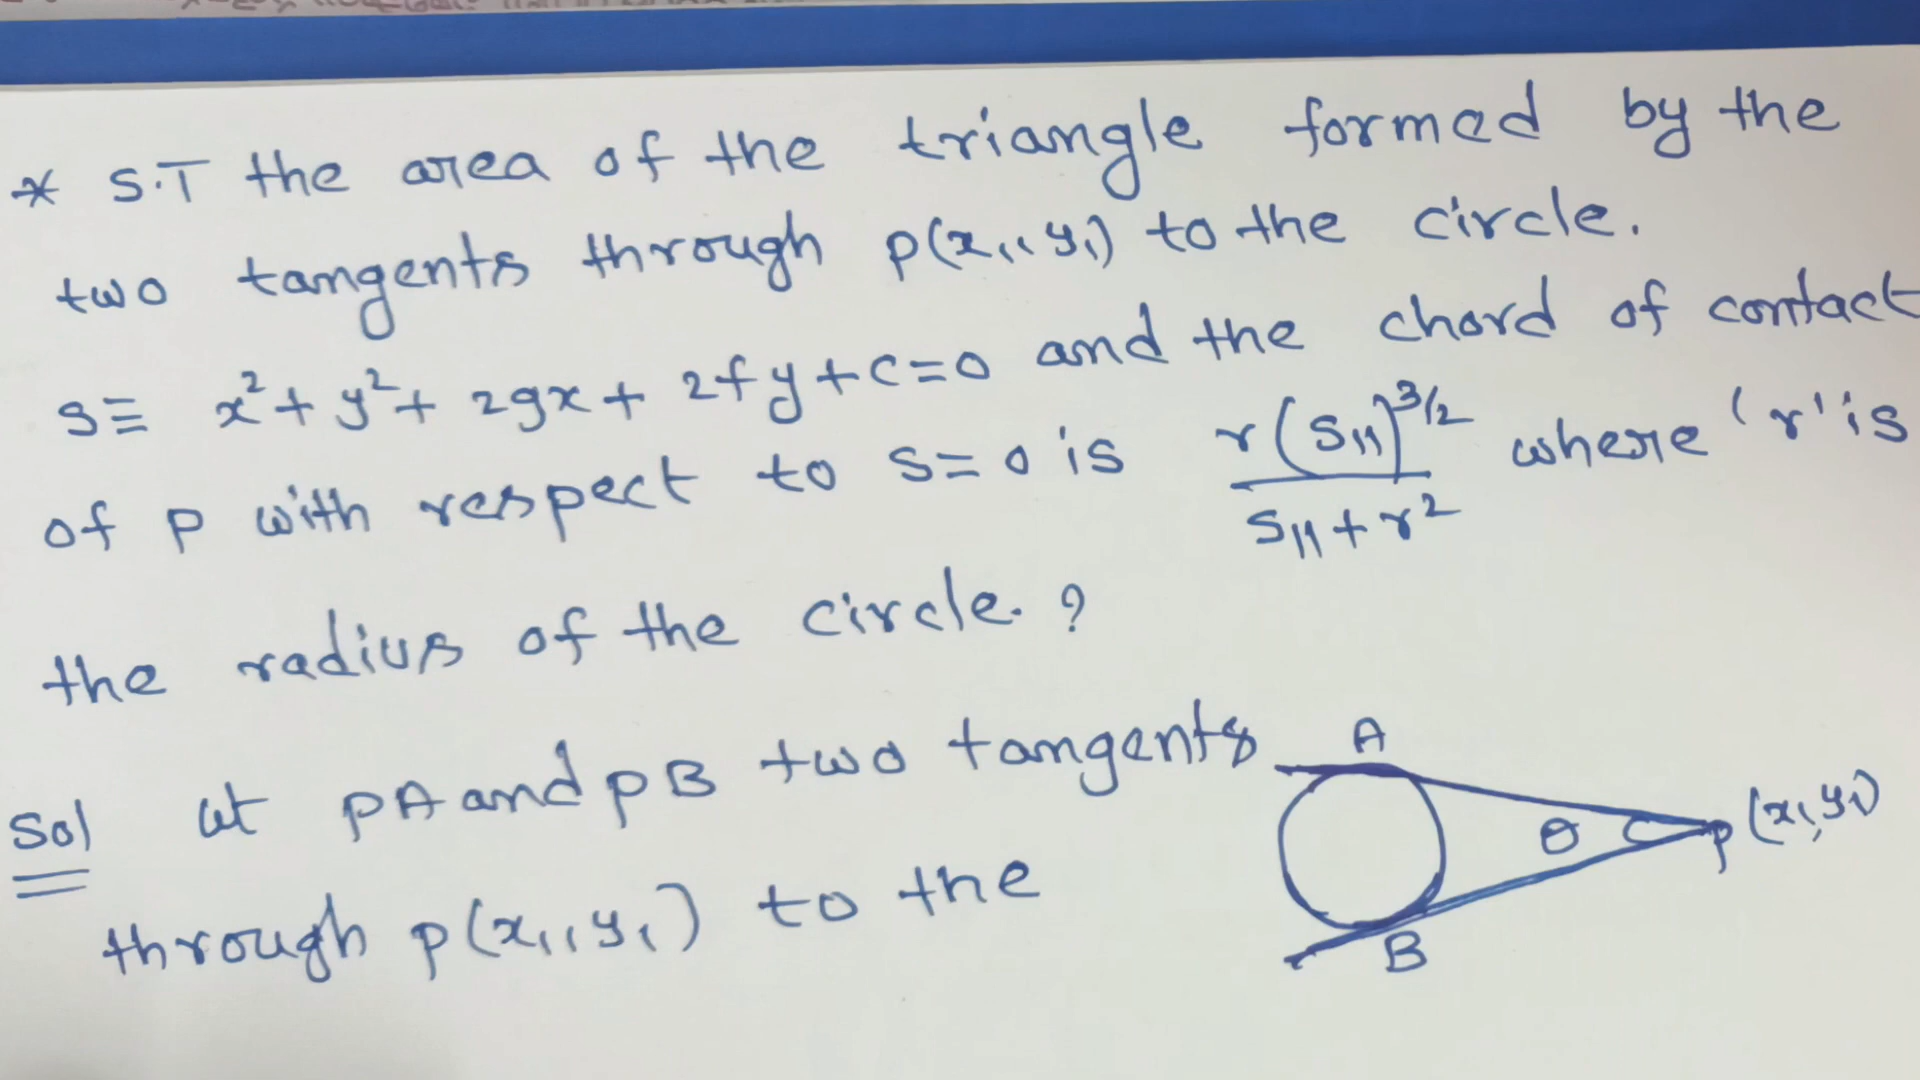 * S.T the area of the triangle formed by the
two tangents through p(x₁, y₁) to the circle.
S≡ x²+ y²+ 2gx + 2fy + c=0 and the chord of contact
of P with respect to S=0 is r(S₁₁)^3/2 / S₁₁+r² where 'r' is
the radius of the circle. ?
Sol let PA and PB two tangents
through p(x₁, y₁) to the
A
θ
P (x₁, y₁)
B